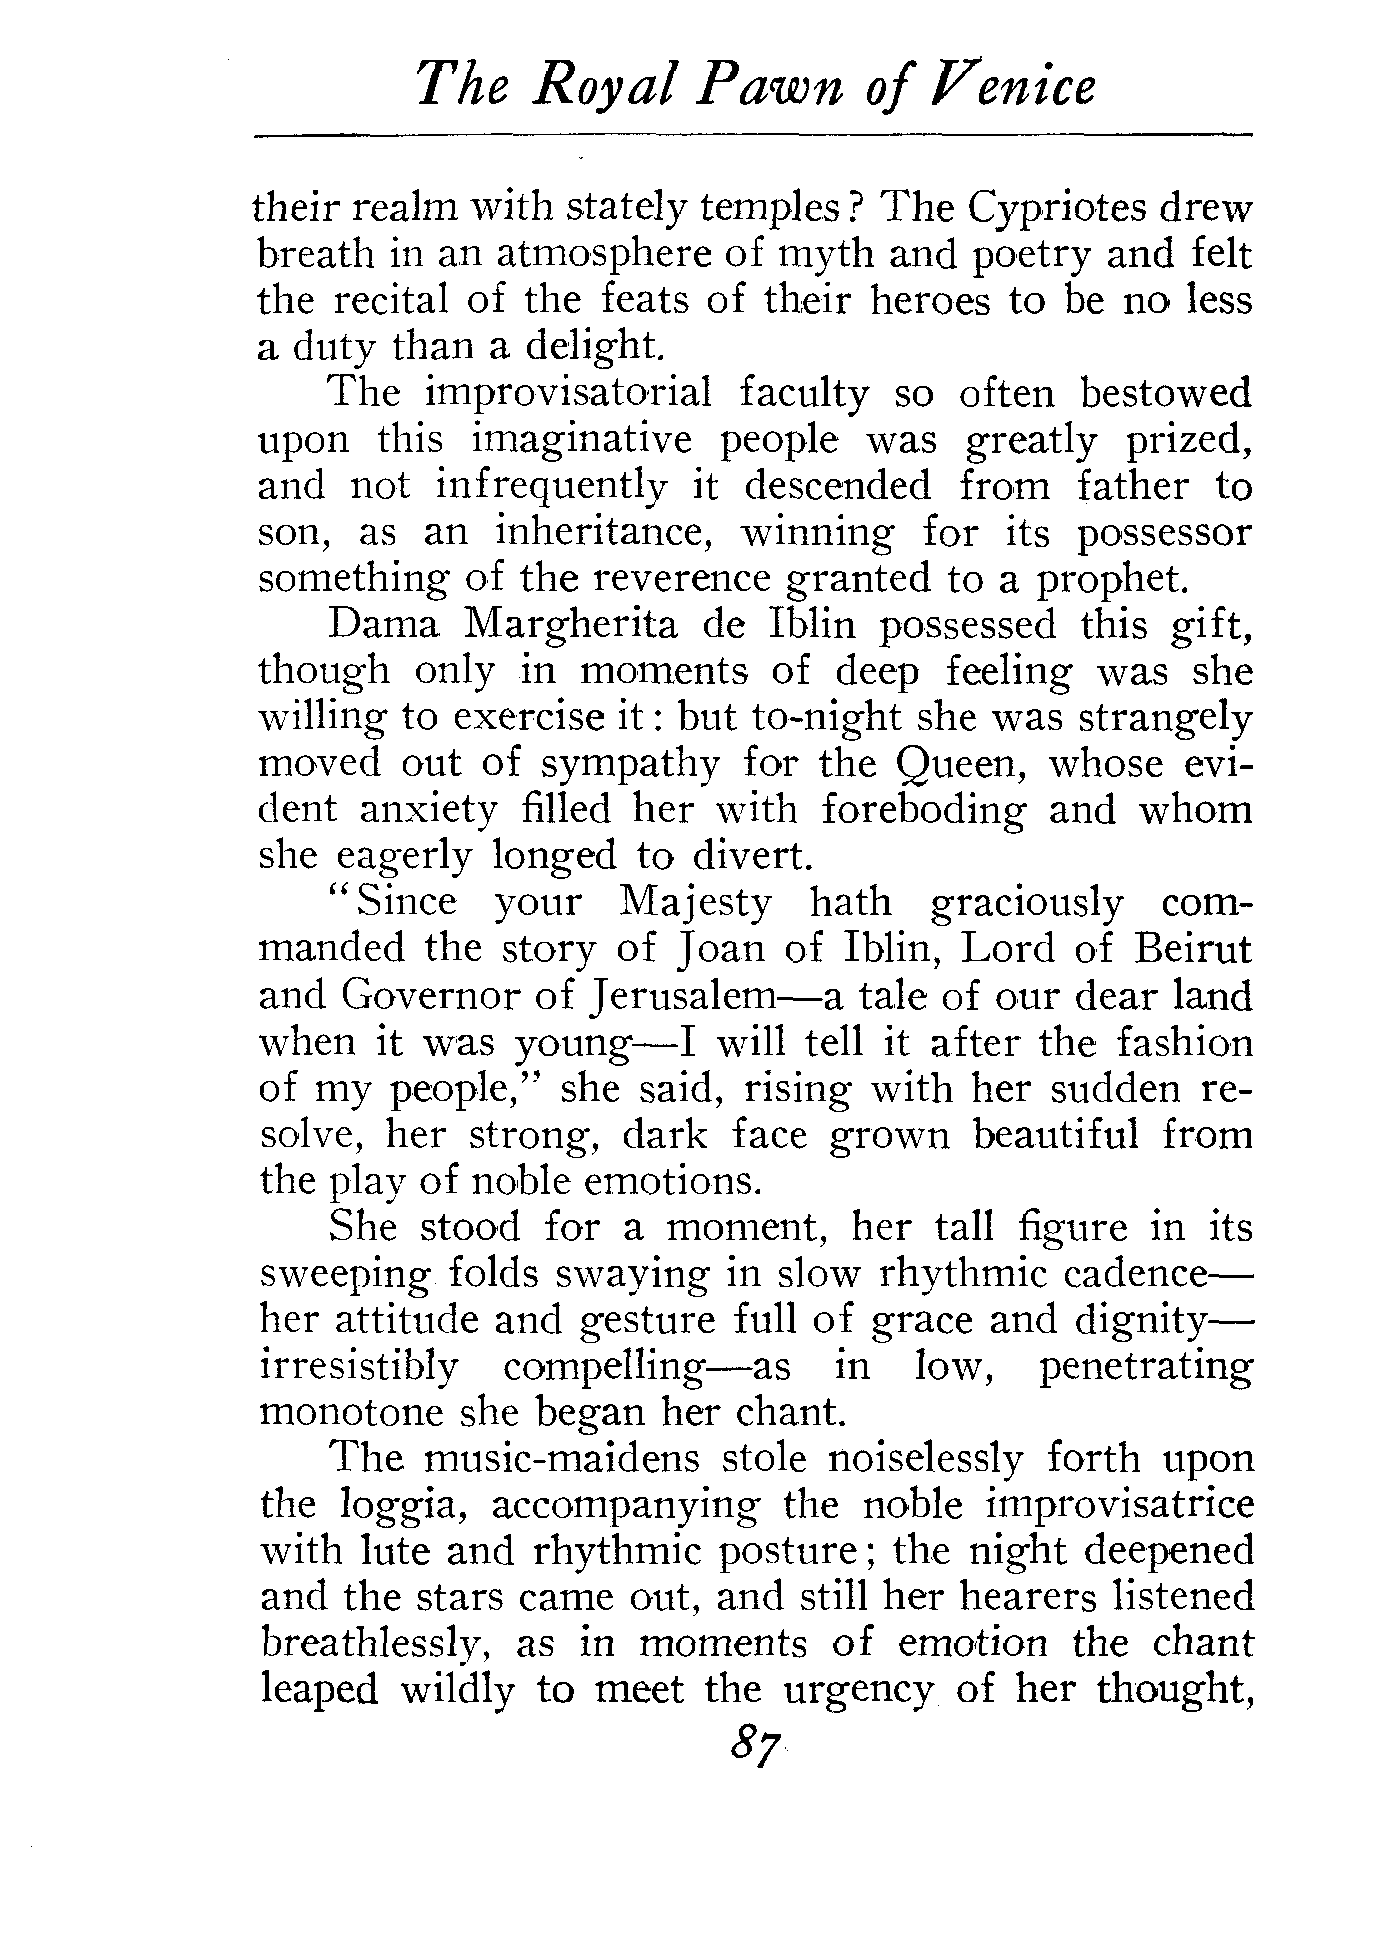 The Royal Pawn of Venice
their realm with stately temples? The Cypriotes drew
breath in an atmosphere of myth and poetry and felt
the recital of the feats of their heroes to be no less
a duty than a delight.
The improvisatorial faculty so often bestowed
upon this imaginative people was greatly prized,
and not infrequently it descended from father to
son, as an inheritance, winning for its possessor
something of the reverence granted to a prophet.
Dama Margherita de Iblin possessed this gift,
though only in moments of deep feeling was she
willing to exercise it: but to-night she was strangely
moved out of sympathy for the Queen, whose evi-
dent anxiety filled her with foreboding and whom
she eagerly longed to divert.
"Since your Majesty hath graciously com-
manded the story of Joan of Iblin, Lord of Beirut
and Governor of Jerusalem—a tale of our dear land
when it was young—I will tell it after the fashion
of my people," she said, rising with her sudden re-
solve, her strong, dark face grown beautiful from
the play of noble emotions.
She stood for a moment, her tall figure in its
sweeping folds swaying in slow rhythmic cadence—
her attitude and gesture full of grace and dignity—
irresistibly compelling—as in low, penetrating
monotone she began her chant.
The music-maidens stole noiselessly forth upon
the loggia, accompanying the noble improvisatrice
with lute and rhythmic posture; the night deepened
and the stars came out, and still her hearers listened
breathlessly, as in moments of emotion the chant
leaped wildly to meet the urgency of her thought,
87